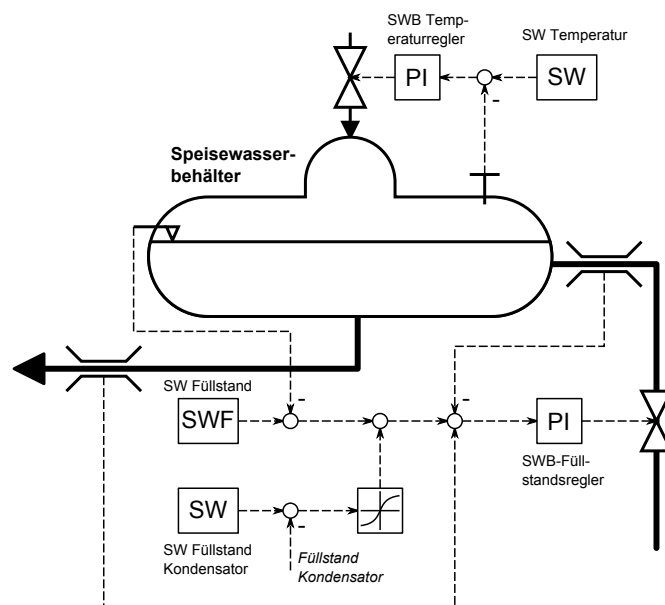 SWB Temp-
eraturregler
SW Temperatur
PI
SW
-
Speisewasser-
behälter
SW Füllstand
-
-
SWF
PI
SWB-Füll-
standsregler
SW
-
SW Füllstand
Kondensator
Füllstand
Kondensator